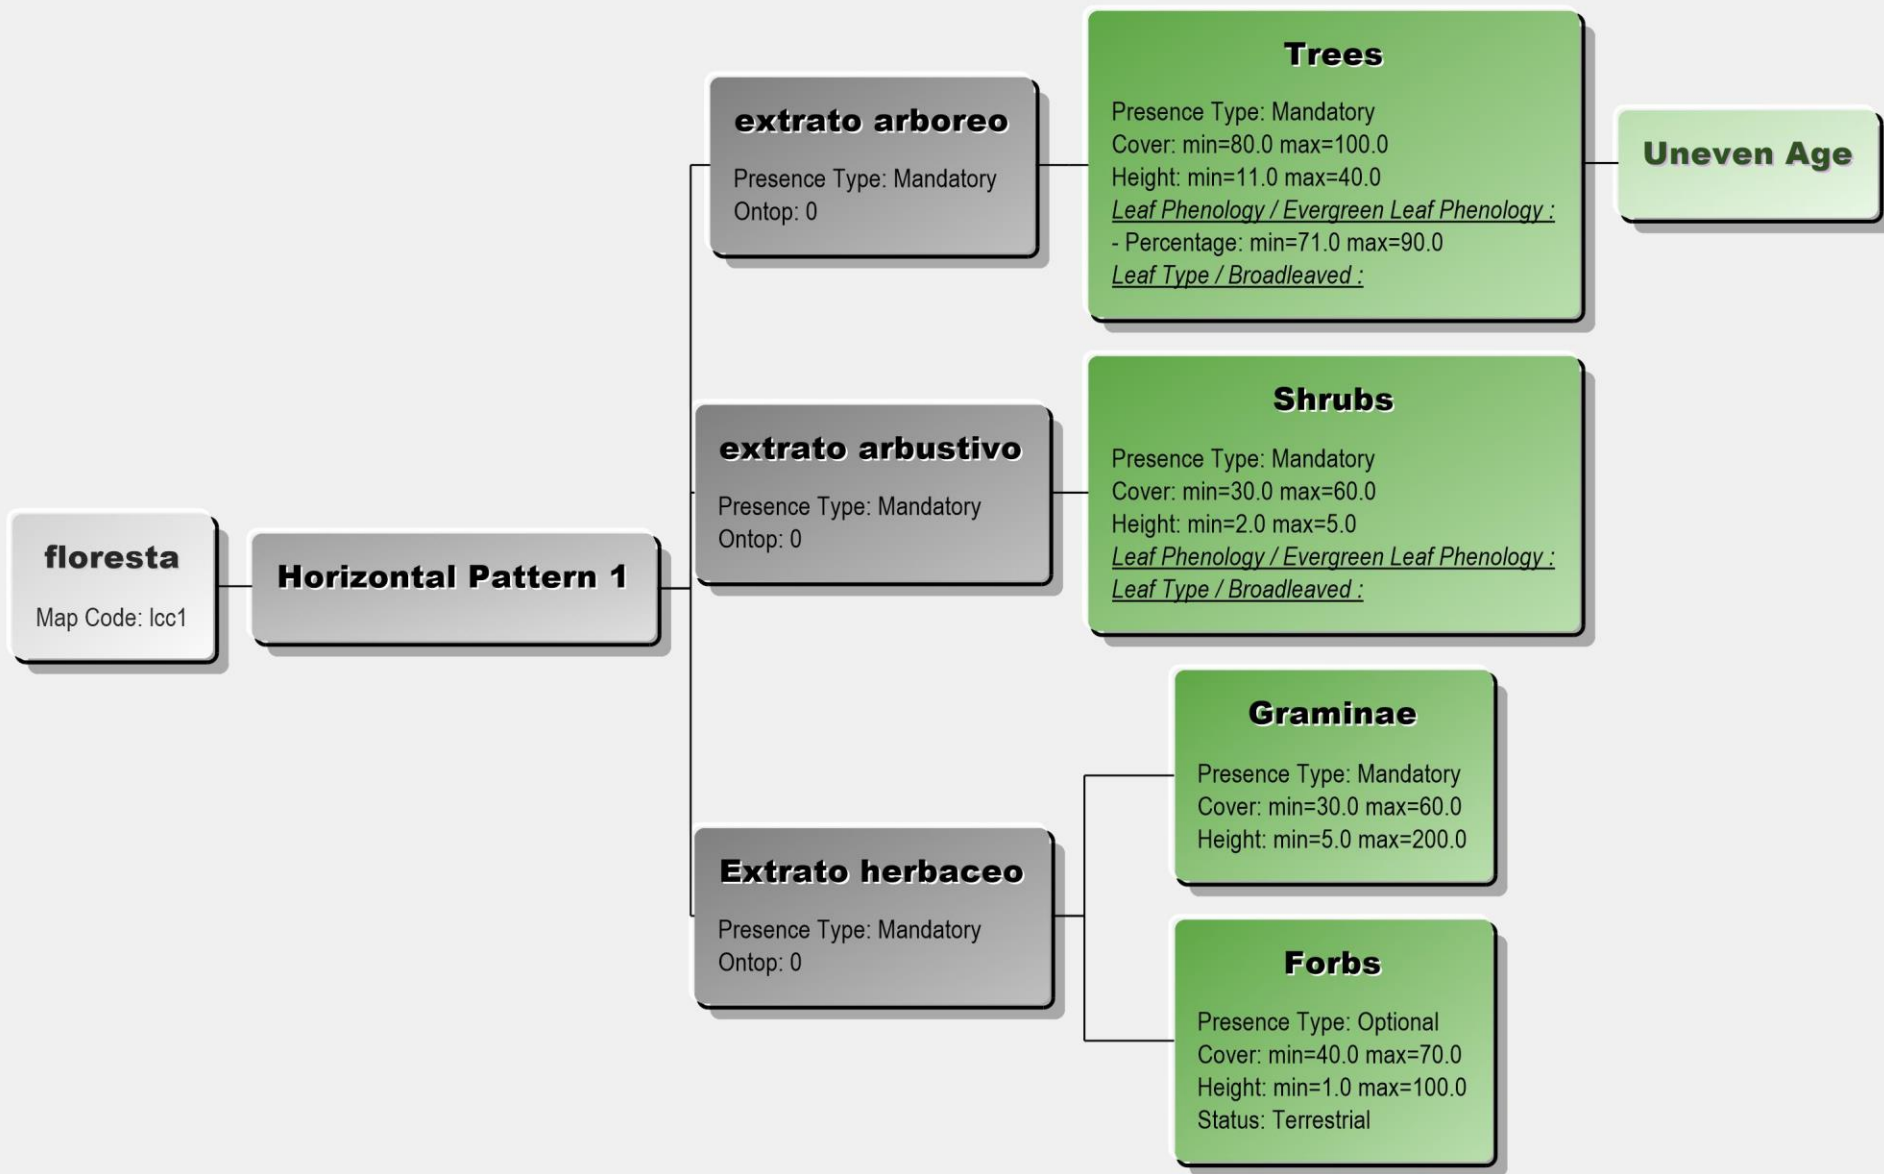 floresta
Map Code: lcc1
Horizontal Pattern 1
extrato arboreo
Presence Type: Mandatory
Ontop: 0
Trees
Presence Type: Mandatory
Cover: min=80.0 max=100.0
Height: min=11.0 max=40.0
Leaf Phenology / Evergreen Leaf Phenology :
- Percentage: min=71.0 max=90.0
Leaf Type / Broadleaved :
Uneven Age
extrato arbustivo
Presence Type: Mandatory
Ontop: 0
Shrubs
Presence Type: Mandatory
Cover: min=30.0 max=60.0
Height: min=2.0 max=5.0
Leaf Phenology / Evergreen Leaf Phenology :
Leaf Type / Broadleaved :
Extrato herbaceo
Presence Type: Mandatory
Ontop: 0
Graminae
Presence Type: Mandatory
Cover: min=30.0 max=60.0
Height: min=5.0 max=200.0
Forbs
Presence Type: Optional
Cover: min=40.0 max=70.0
Height: min=1.0 max=100.0
Status: Terrestrial